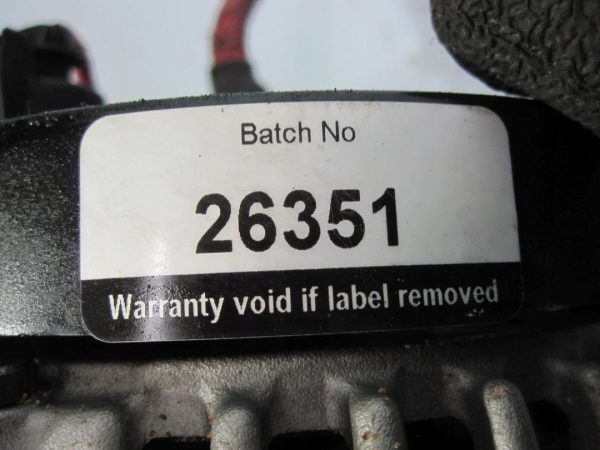 Batch No
26351
Warranty void if label removed